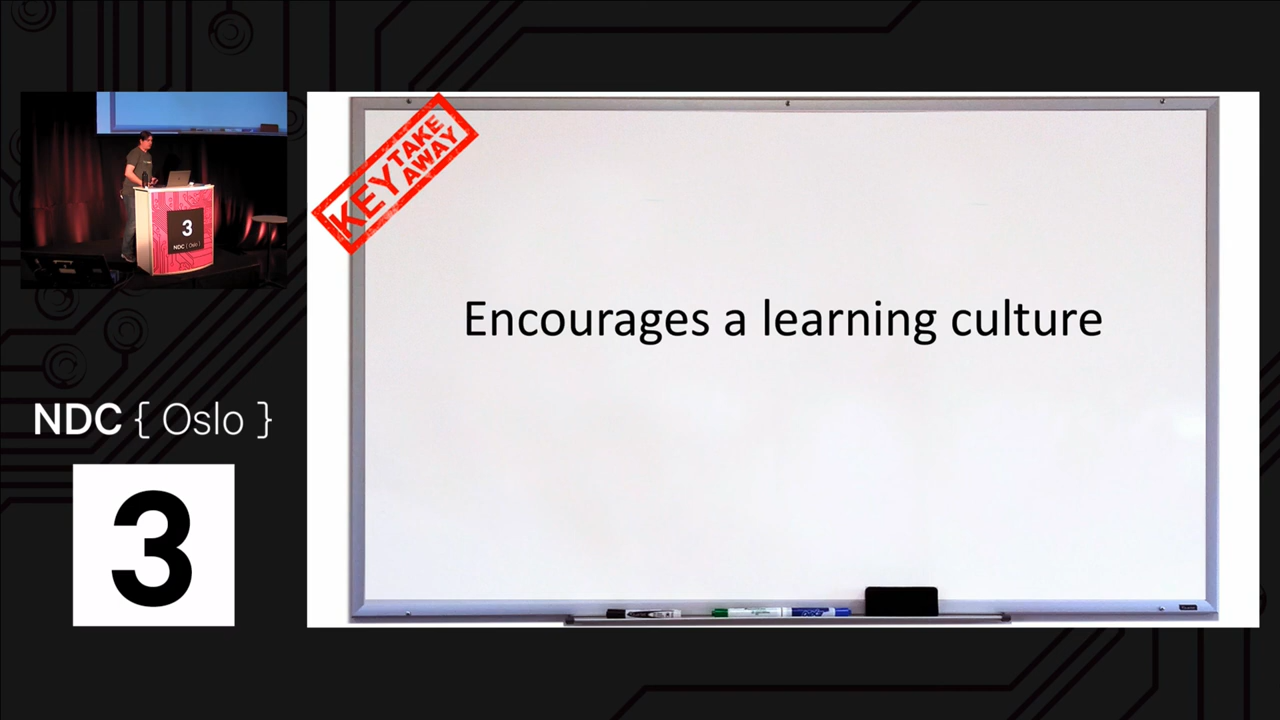 3
NDC { Oslo }
NDC { Oslo }
3
KEY TAKE AWAY
Encourages a learning culture